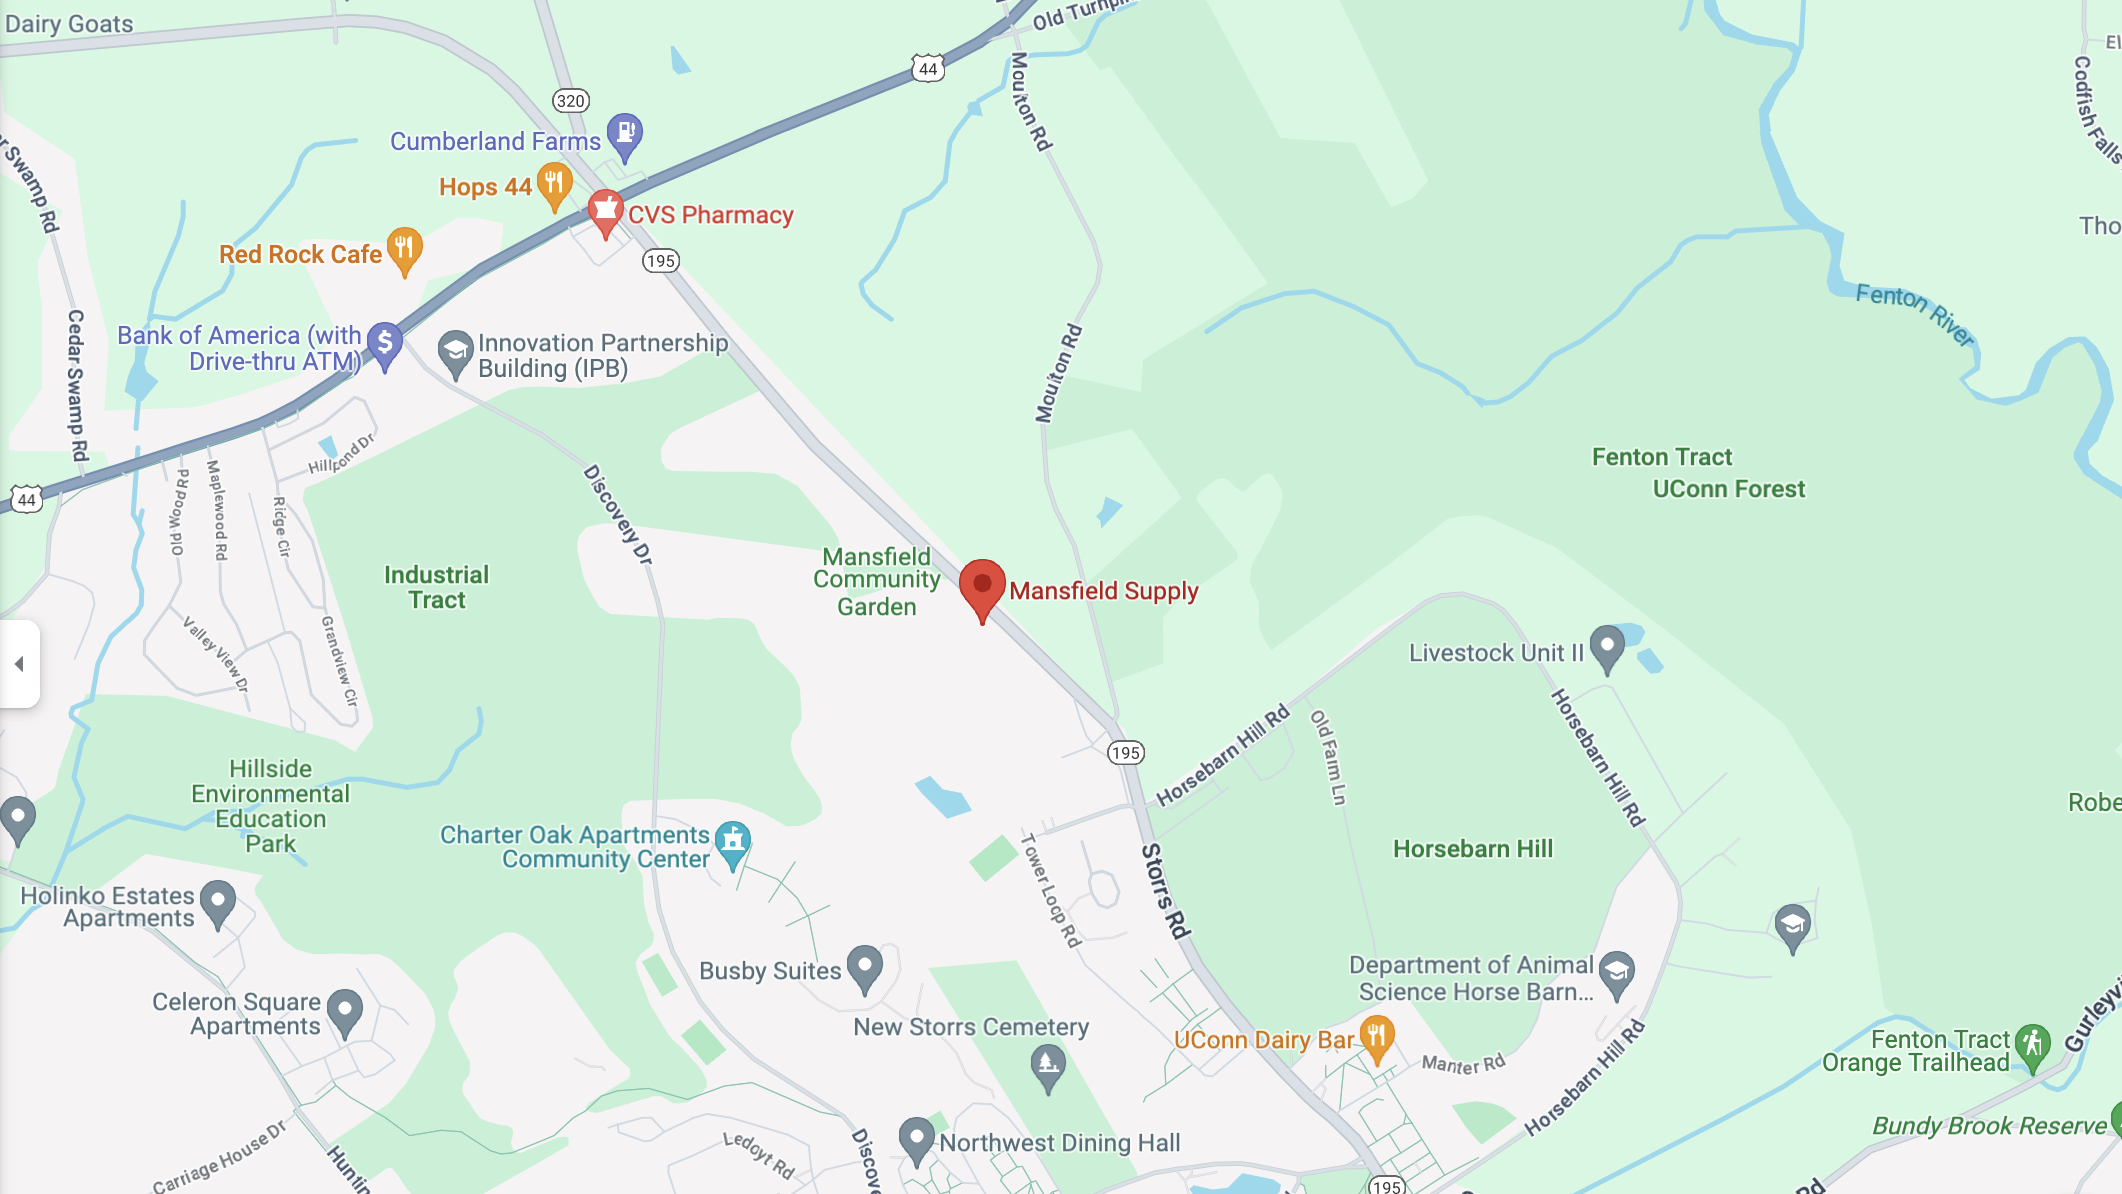 Dairy Goats
Old Turnpi
44
Moulton Rd
320
Cumberland Farms
Hops 44
CVS Pharmacy
Red Rock Cafe
195
r Swamp Rd
El
Codfish Falls
Tho
Fenton River
Bank of America (with
Drive-thru ATM)
Innovation Partnership
Building (IPB)
Cedar Swamp Rd
Moulton Rd
Hillpond Dr
Fenton Tract
UConn Forest
44
Old Wood Rd
Maplewood Rd
Ridge Cir
Discovery Dr
Industrial
Tract
Mansfield
Community
Garden
Mansfield Supply
Valley View Dr
Grandview Cir
Livestock Unit II
Horsebarn Hill Rd
Old Farm Ln
Horsebarn Hill Rd
195
Hillside
Environmental
Education
Park
Robe
Charter Oak Apartments
Community Center
Tower Loop Rd
Storrs Rd
Horsebarn Hill
Holinko Estates
Apartments
Busby Suites
Department of Animal
Science Horse Barn...
Celeron Square
Apartments
New Storrs Cemetery
UConn Dairy Bar
Manter Rd
Horsebarn Hill Rd
Gurleyvi
Fenton Tract
Orange Trailhead
Bundy Brook Reserve
Carriage House Dr
Huntin
Ledoyt Rd
Discove
Northwest Dining Hall
195
Rd